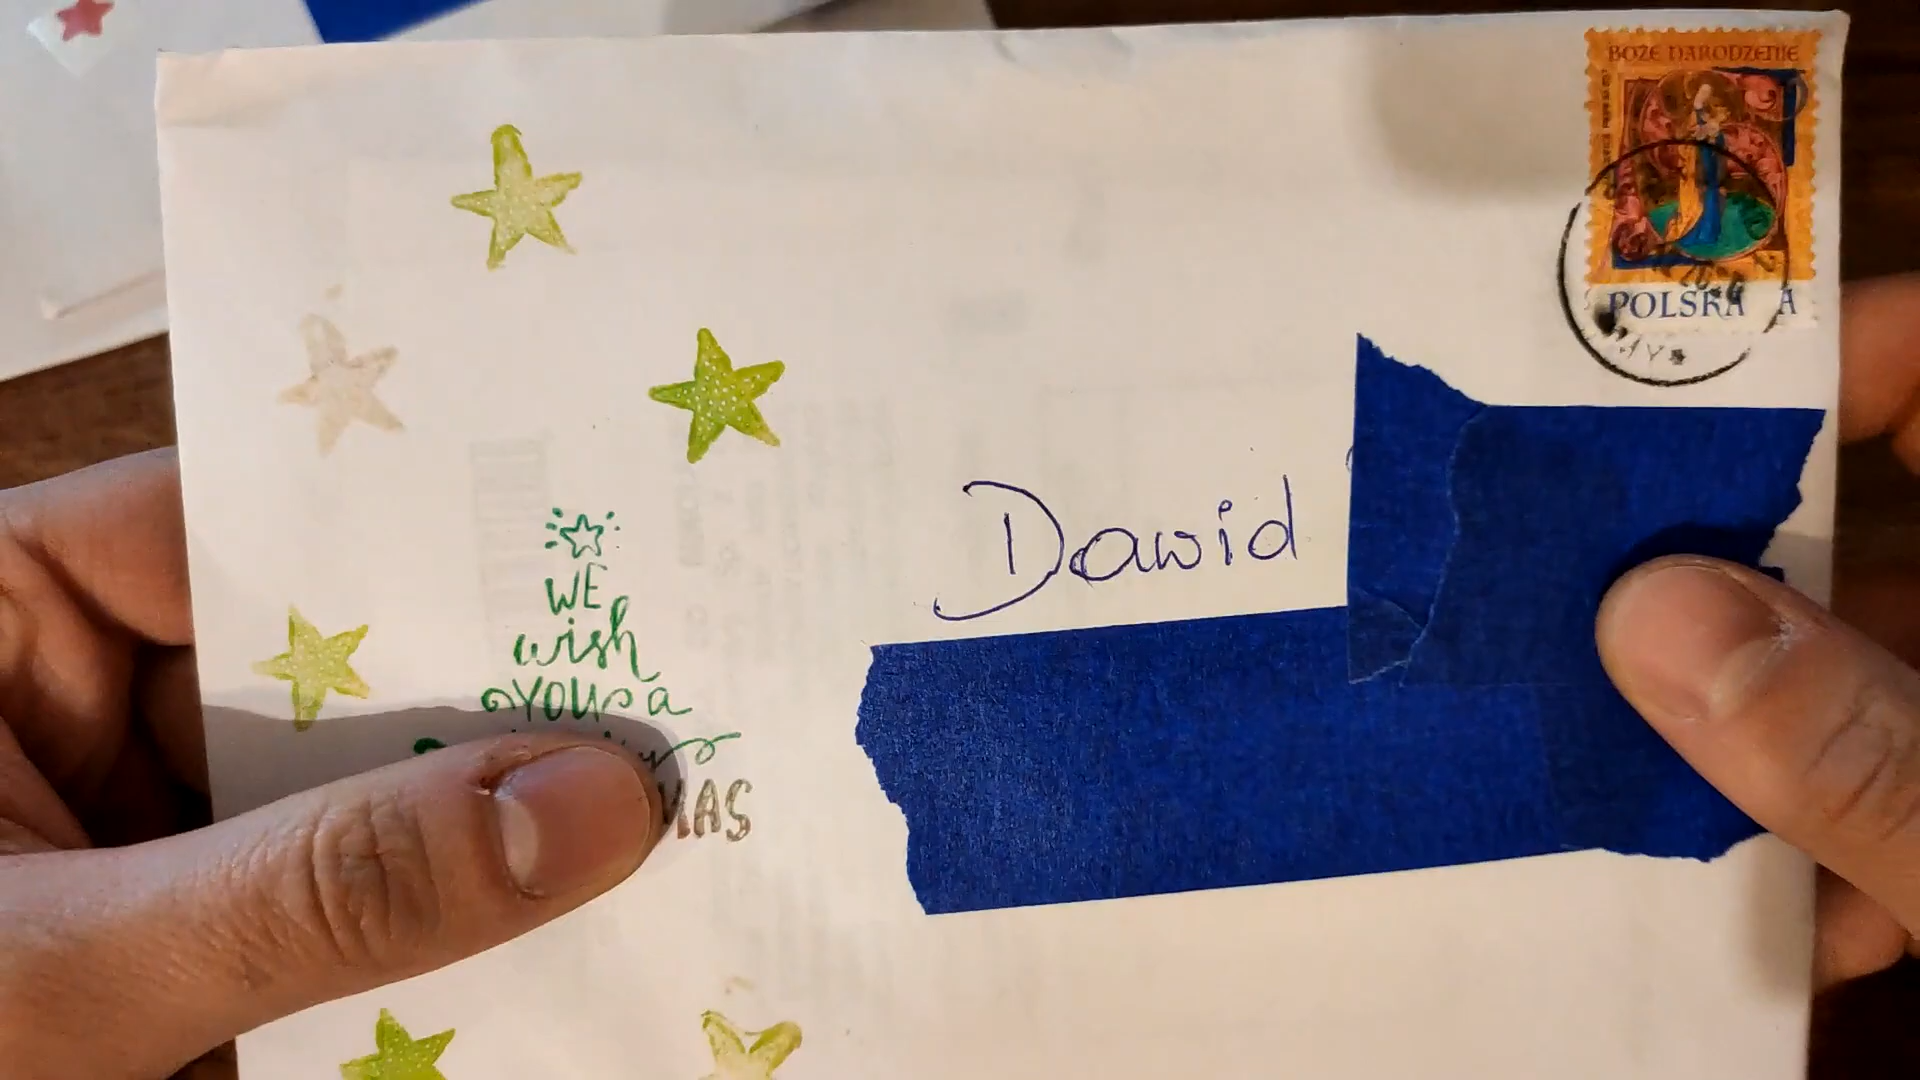 BOŻE NARODZENIE
POLSKA A
Dawid
WE
wish
YOU a
MAS